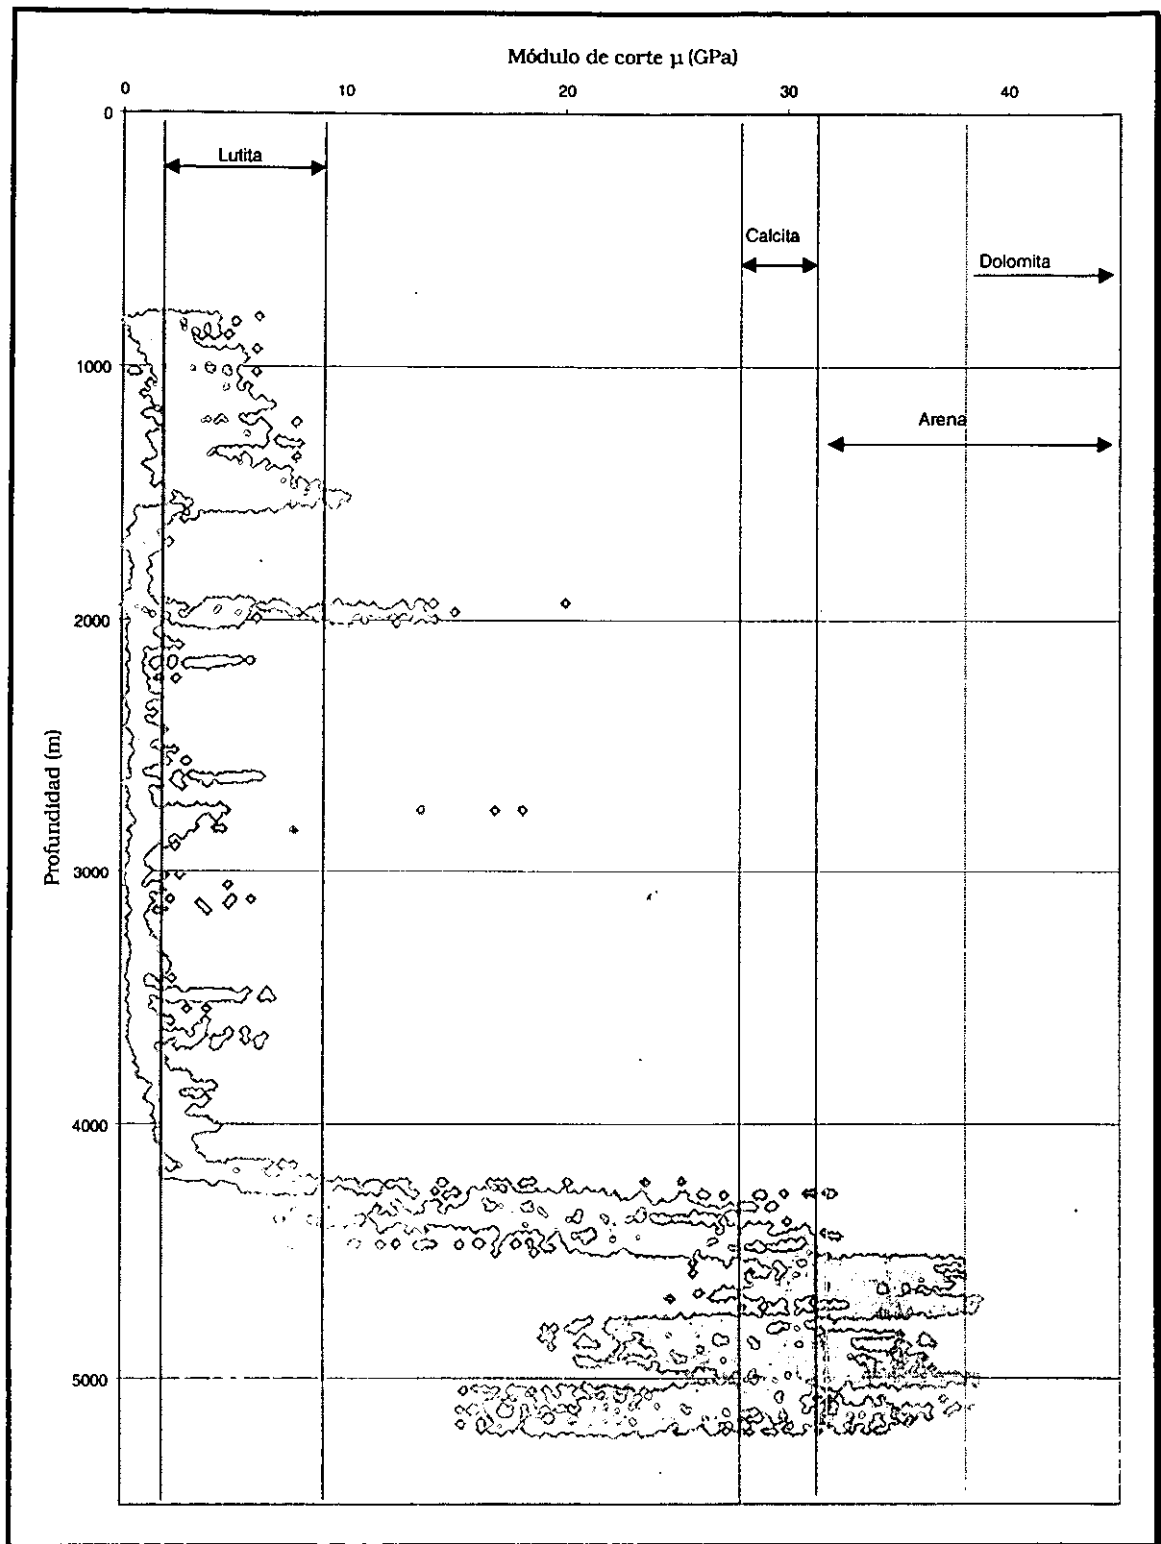 Módulo de corte µ (GPa)
0 10 20 30 40
0
Lutita
Calcita
Dolomita
1000
Arena
2000
Profundidad (m)
3000
4000
5000